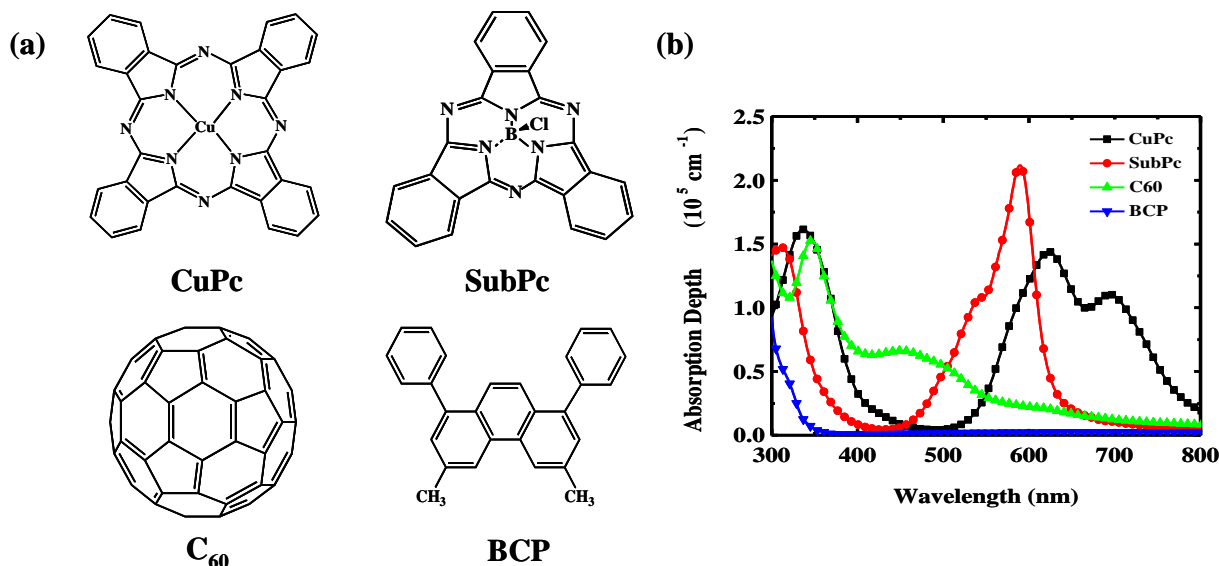 (a)
N
N
N
N
N
Cu
N
N
N
CuPc
N
N
N
B
Cl
N
N
N
SubPc
C60
CH3
CH3
BCP
(b)
Absorption Depth (10 5 cm -1)
2.5
2.0
1.5
1.0
0.5
0.0
CuPc
SubPc
C60
BCP
300
400
500
600
700
800
Wavelength (nm)